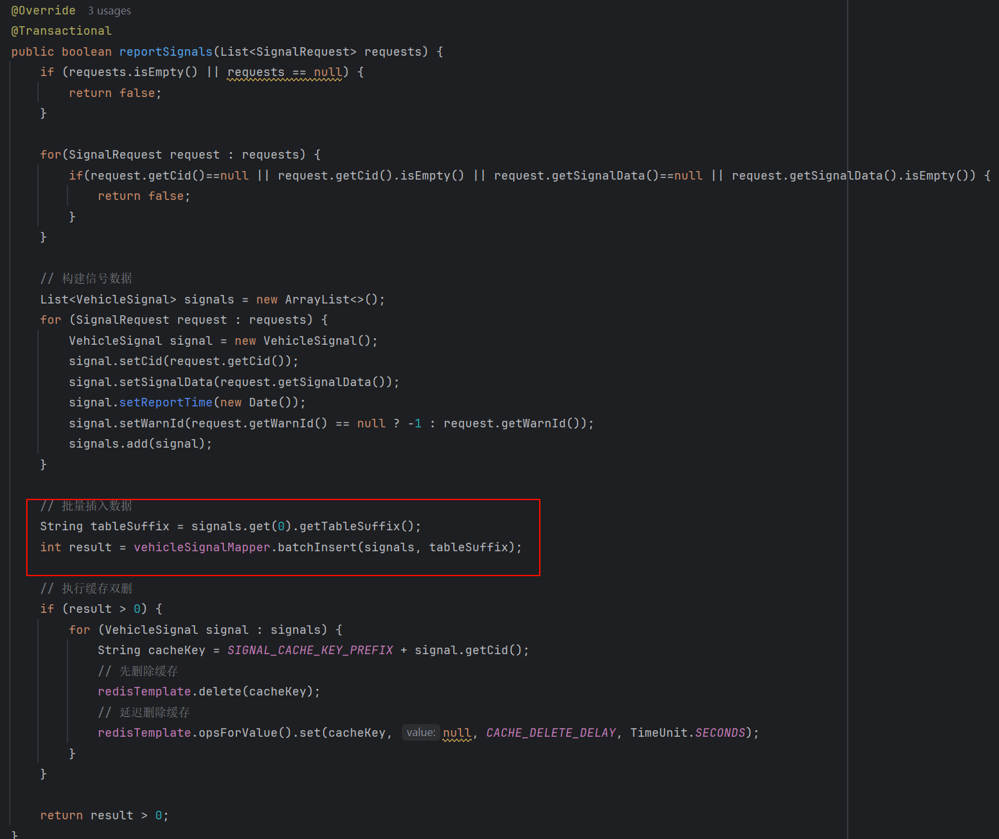 @Override 3 usages
@Transactional
public boolean reportSignals(List<SignalRequest> requests) {
if (requests.isEmpty() || requests == null) {
return false;
}
for(SignalRequest request : requests) {
if(request.getCid()==null || request.getCid().isEmpty() || request.getSignalData()==null || request.getSignalData().isEmpty()) {
return false;
}
}
// 构建信号数据
List<VehicleSignal> signals = new ArrayList<>();
for (SignalRequest request : requests) {
VehicleSignal signal = new VehicleSignal();
signal.setCid(request.getCid());
signal.setSignalData(request.getSignalData());
signal.setReportTime(new Date());
signal.setWarnId(request.getWarnId() == null ? -1 : request.getWarnId());
signals.add(signal);
}
// 批量插入数据
String tableSuffix = signals.get(0).getTableSuffix();
int result = vehicleSignalMapper.batchInsert(signals, tableSuffix);
// 执行缓存双删
if (result > 0) {
for (VehicleSignal signal : signals) {
String cacheKey = SIGNAL_CACHE_KEY_PREFIX + signal.getCid();
// 先删除缓存
redisTemplate.delete(cacheKey);
// 延迟删除缓存
redisTemplate.opsForValue().set(cacheKey, value: null, CACHE_DELETE_DELAY, TimeUnit.SECONDS);
}
}
return result > 0;
}